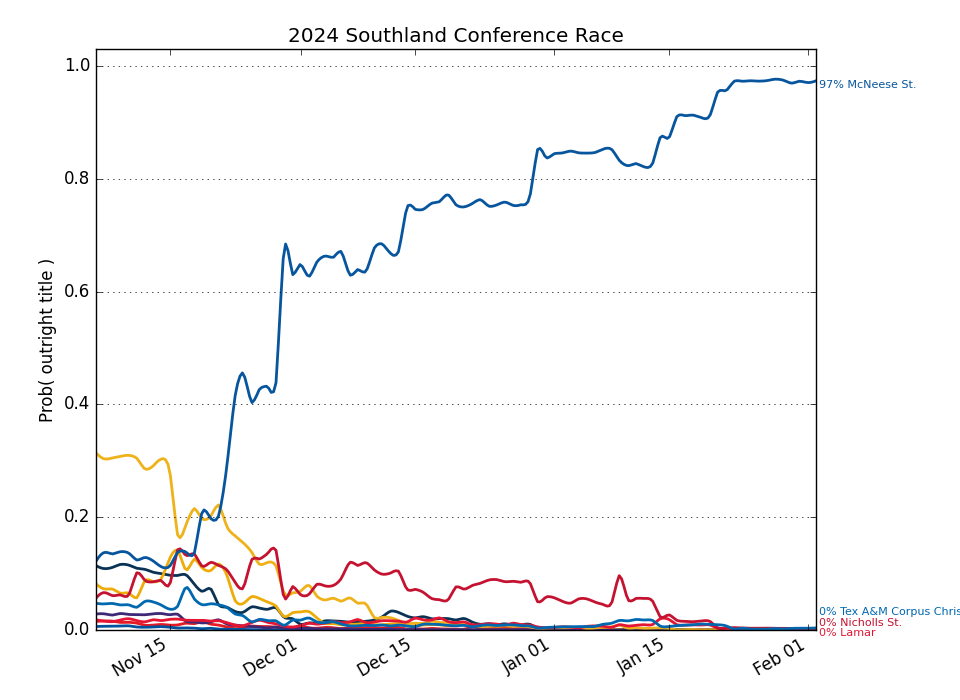 2024 Southland Conference Race
Prob( outright title )
1.0
0.8
0.6
0.4
0.2
0.0
97% McNeese St.
0% Tex A&M Corpus Chris
0% Nicholls St.
0% Lamar
Nov 15
Dec 01
Dec 15
Jan 01
Jan 15
Feb 01